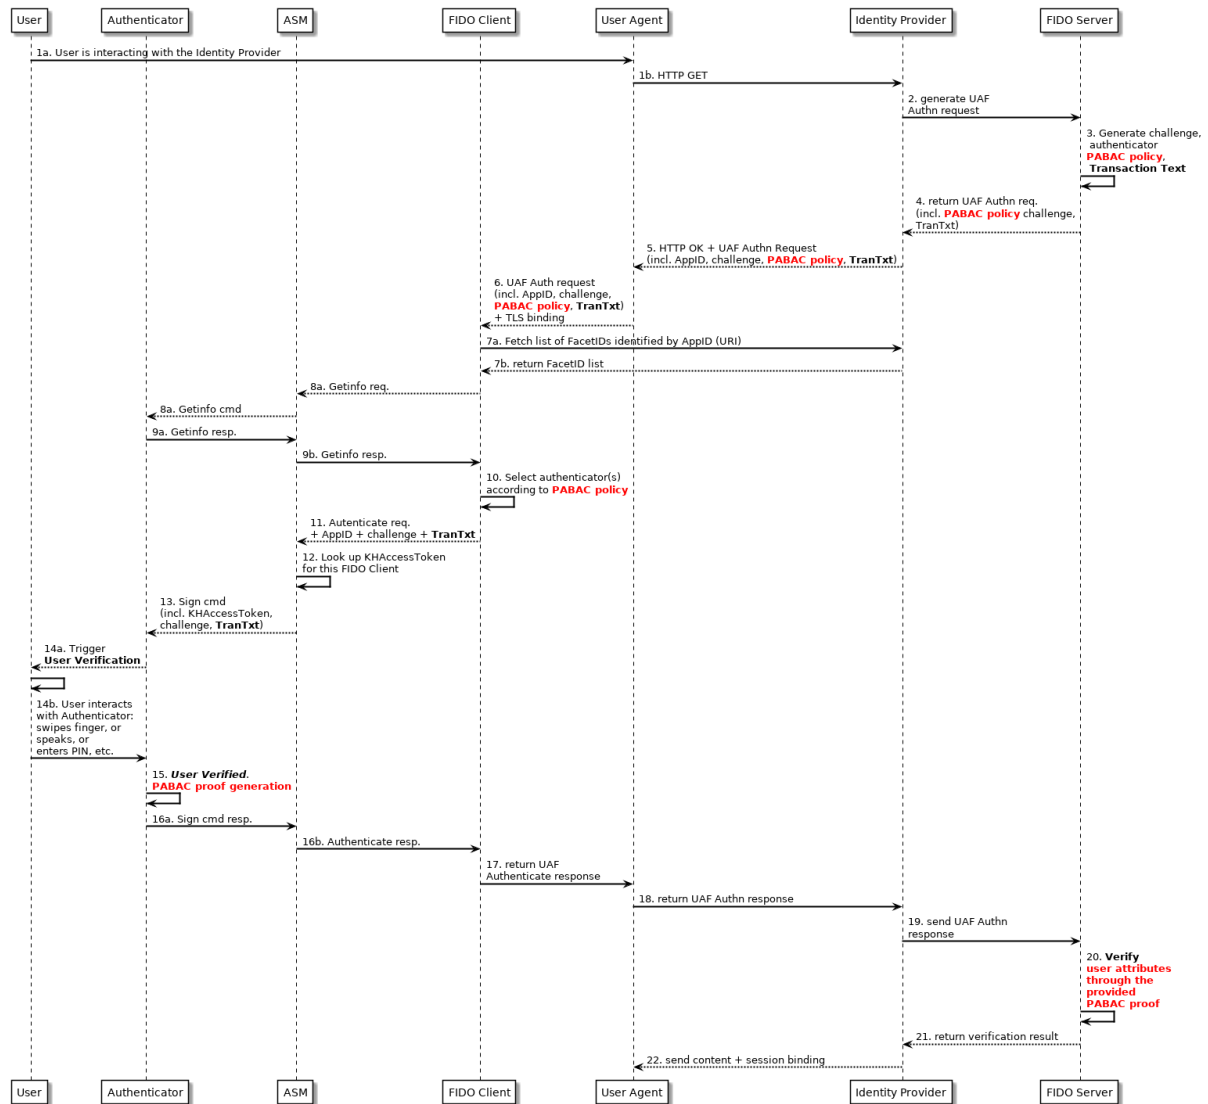 User
Authenticator
ASM
FIDO Client
User Agent
Identity Provider
FIDO Server
1a. User is interacting with the Identity Provider
1b. HTTP GET
2. generate UAF
Authn request
3. Generate challenge,
authenticator
PABAC policy,
Transaction Text
4. return UAF Authn req.
(incl. PABAC policy challenge,
TranTxt)
5. HTTP OK + UAF Authn Request
(incl. AppID, challenge, PABAC policy, TranTxt)
6. UAF Auth request
(incl. AppID, challenge,
PABAC policy, TranTxt)
+ TLS binding
7a. Fetch list of FacetIDs identified by AppID (URI)
7b. return FacetID list
8a. Getinfo req.
8a. Getinfo cmd
9a. Getinfo resp.
9b. Getinfo resp.
10. Select authenticator(s)
according to PABAC policy
11. Autenticate req.
+ AppID + challenge + TranTxt
12. Look up KHAccessToken
for this FIDO Client
13. Sign cmd
(incl. KHAccessToken,
challenge, TranTxt)
14a. Trigger
User Verification
14b. User interacts
with Authenticator:
swipes finger, or
speaks, or
enters PIN, etc.
15. User Verified.
PABAC proof generation
16a. Sign cmd resp.
16b. Authenticate resp.
17. return UAF
Authenticate response
18. return UAF Authn response
19. send UAF Authn
response
20. Verify
user attributes
through the
provided
PABAC proof
21. return verification result
22. send content + session binding
User
Authenticator
ASM
FIDO Client
User Agent
Identity Provider
FIDO Server